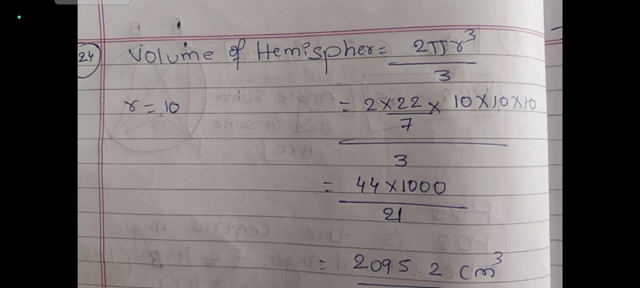 24 Volume of Hemispher = 2πr³
3
r = 10 = 2 × 22 × 10×10×10
7
3
= 44×1000
21
= 2095.2 cm³